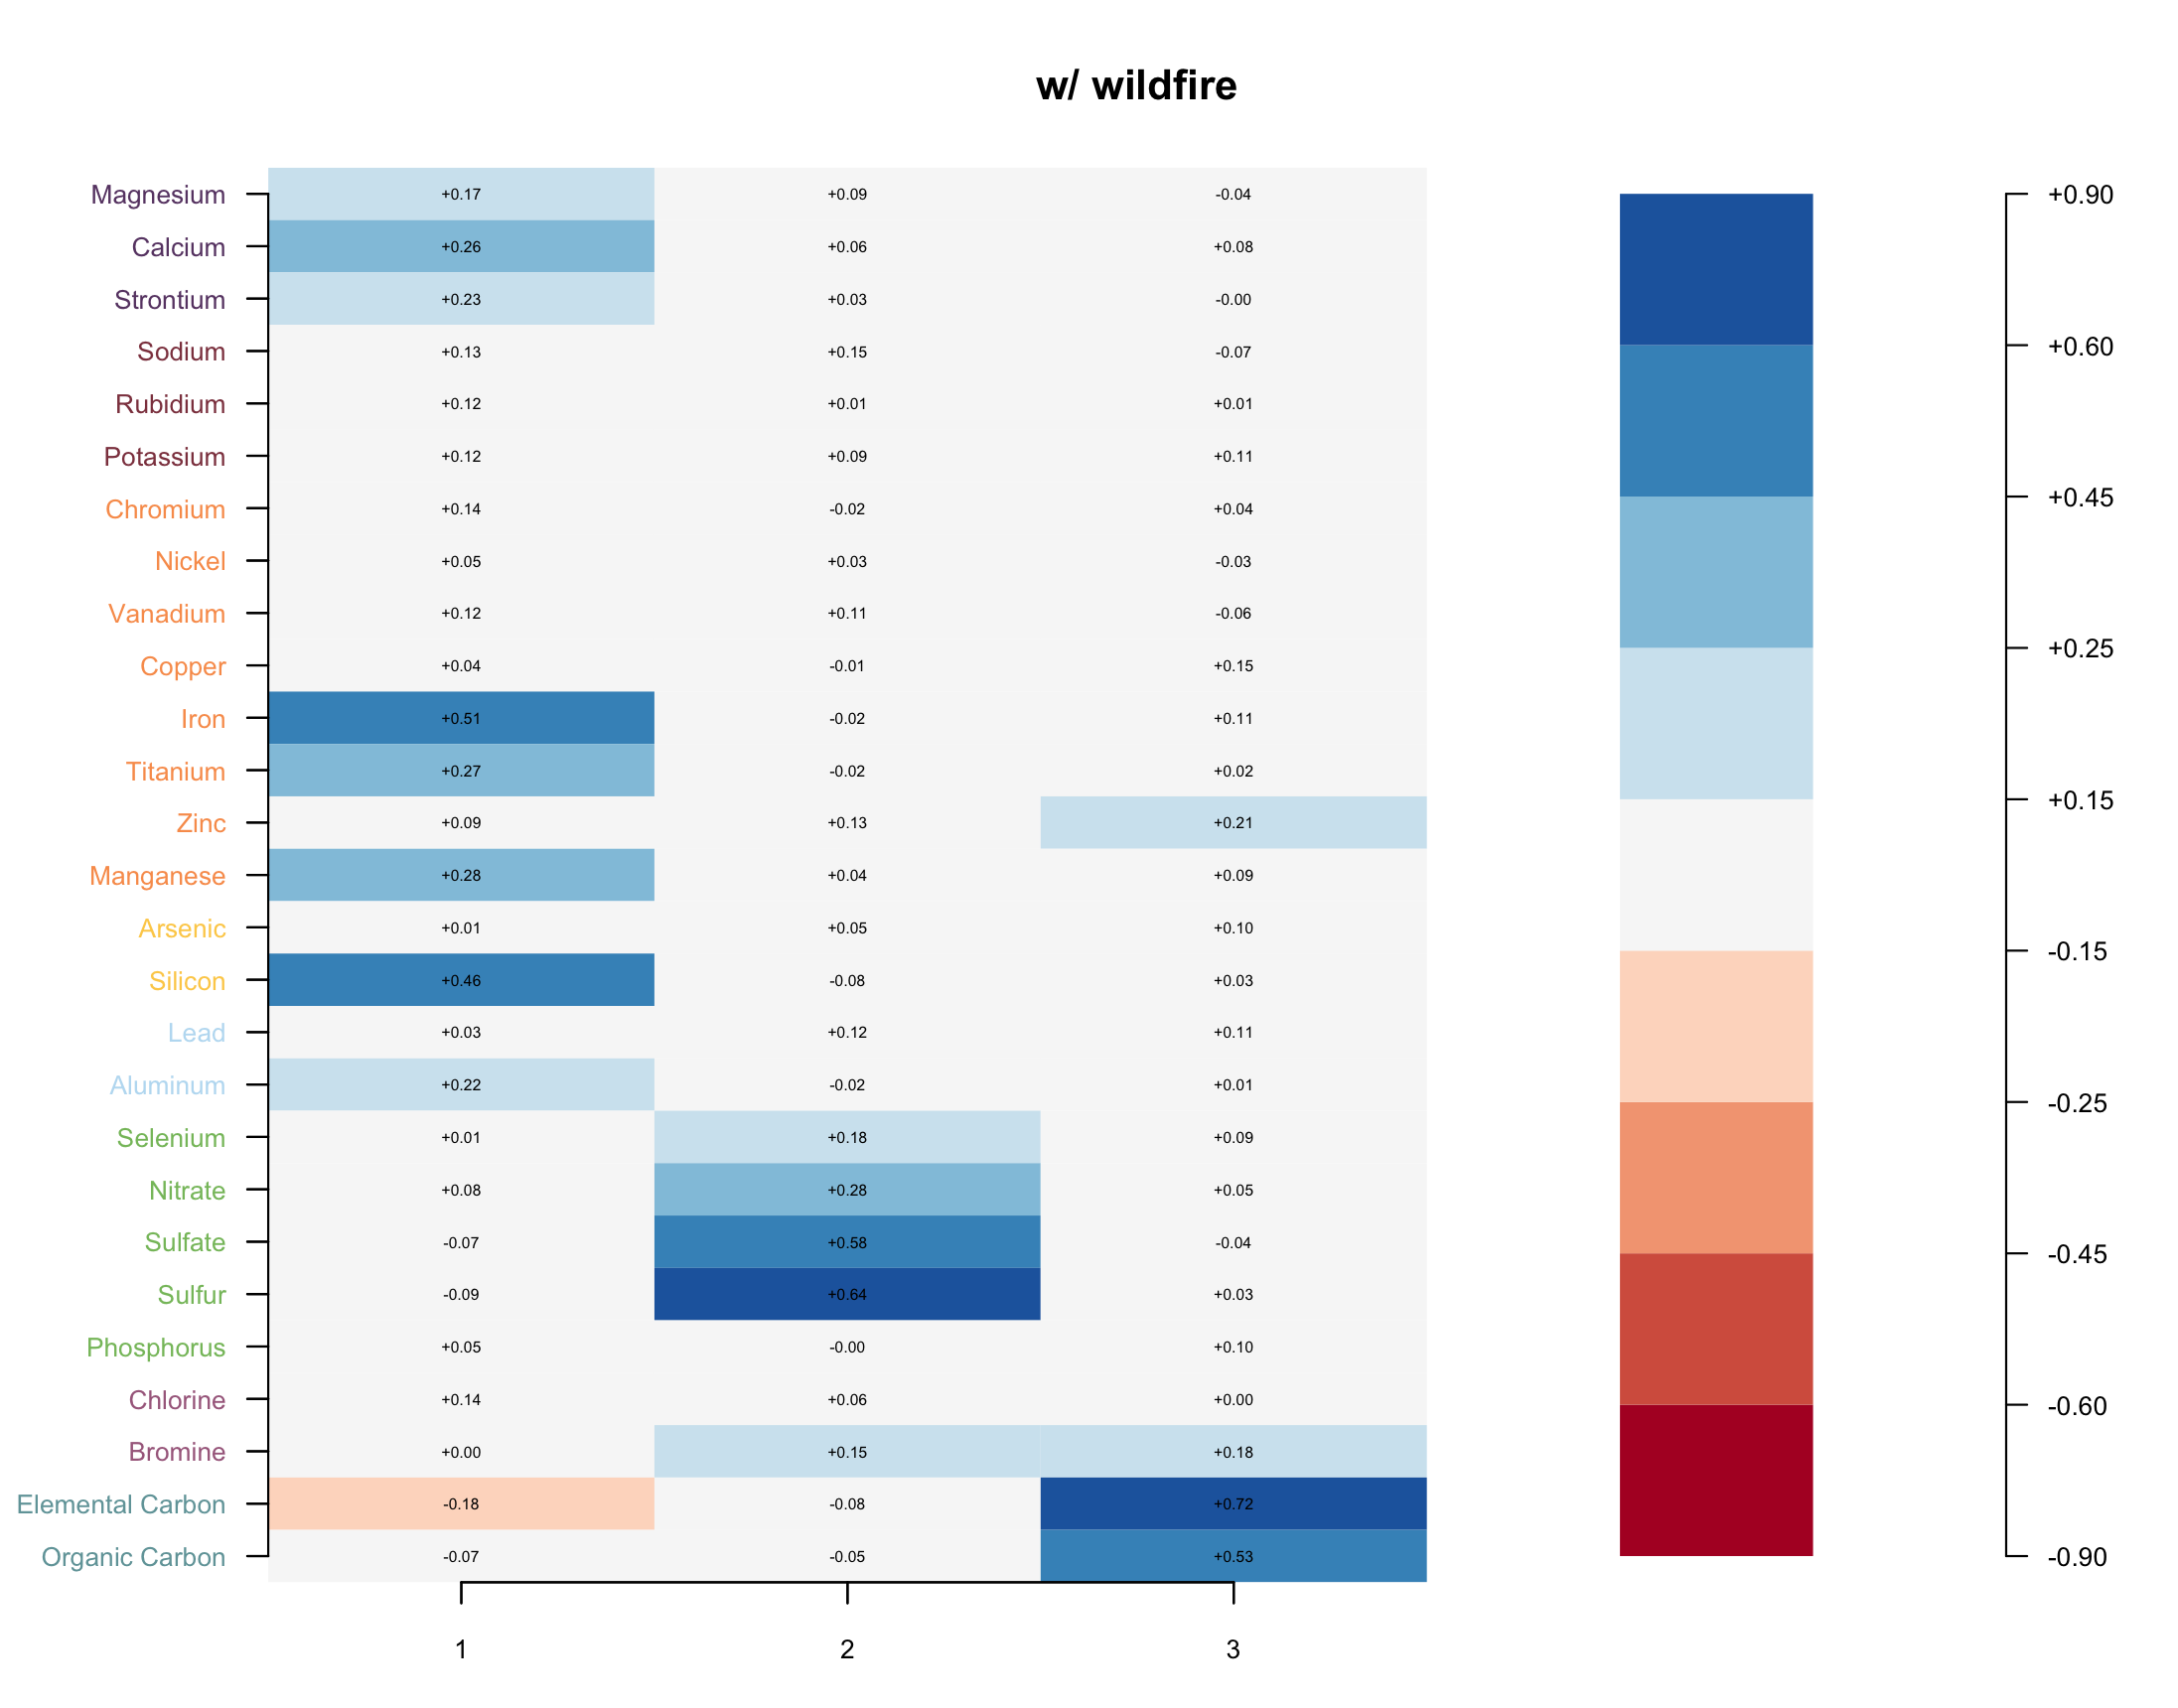 w/ wildfire
Magnesium +0.17 +0.09 -0.04 +0.90
Calcium +0.26 +0.06 +0.08
Strontium +0.23 +0.03 -0.00
Sodium +0.13 +0.15 -0.07 +0.60
Rubidium +0.12 +0.01 +0.01
Potassium +0.12 +0.09 +0.11
Chromium +0.14 -0.02 +0.04 +0.45
Nickel +0.05 +0.03 -0.03
Vanadium +0.12 +0.11 -0.06
Copper +0.04 -0.01 +0.15 +0.25
Iron +0.51 -0.02 +0.11
Titanium +0.27 -0.02 +0.02
Zinc +0.09 +0.13 +0.21 +0.15
Manganese +0.28 +0.04 +0.09
Arsenic +0.01 +0.05 +0.10
Silicon +0.46 -0.08 +0.03 -0.15
Lead +0.03 +0.12 +0.11
Aluminum +0.22 -0.02 +0.01 -0.25
Selenium +0.01 +0.18 +0.09
Nitrate +0.08 +0.28 +0.05
Sulfate -0.07 +0.58 -0.04 -0.45
Sulfur -0.09 +0.64 +0.03
Phosphorus +0.05 -0.00 +0.10
Chlorine +0.14 +0.06 +0.00 -0.60
Bromine +0.00 +0.15 +0.18
Elemental Carbon -0.18 -0.08 +0.72
Organic Carbon -0.07 -0.05 +0.53 -0.90
1 2 3